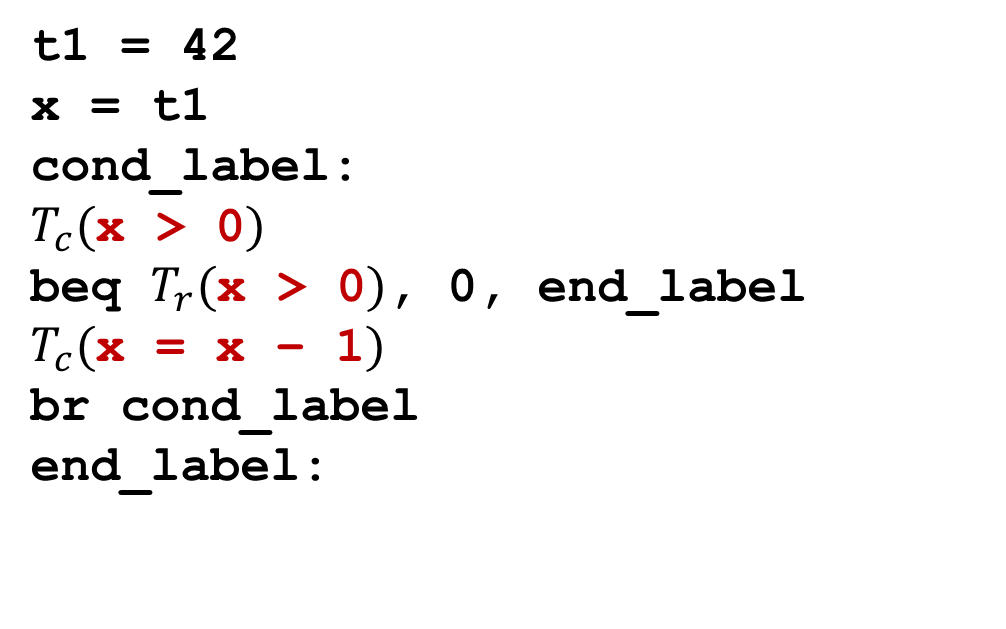 t1 = 42
x = t1
cond_label:
T_c(x > 0)
beq T_r(x > 0), 0, end_label
T_c(x = x - 1)
br cond_label
end_label: